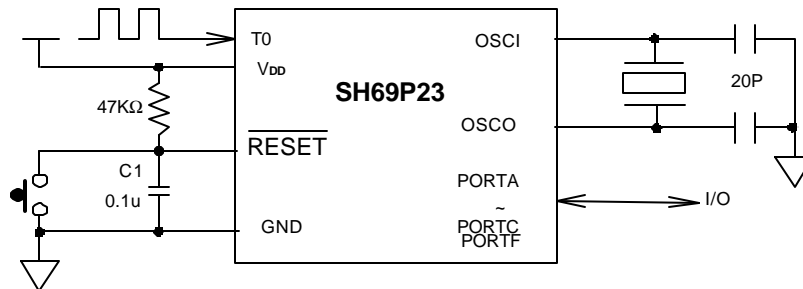 T0
OSCI
VDD
SH69P23
20P
47KΩ
OSCO
RESET
C1
0.1u
PORTA
~
I/O
GND
PORTC
PORTF